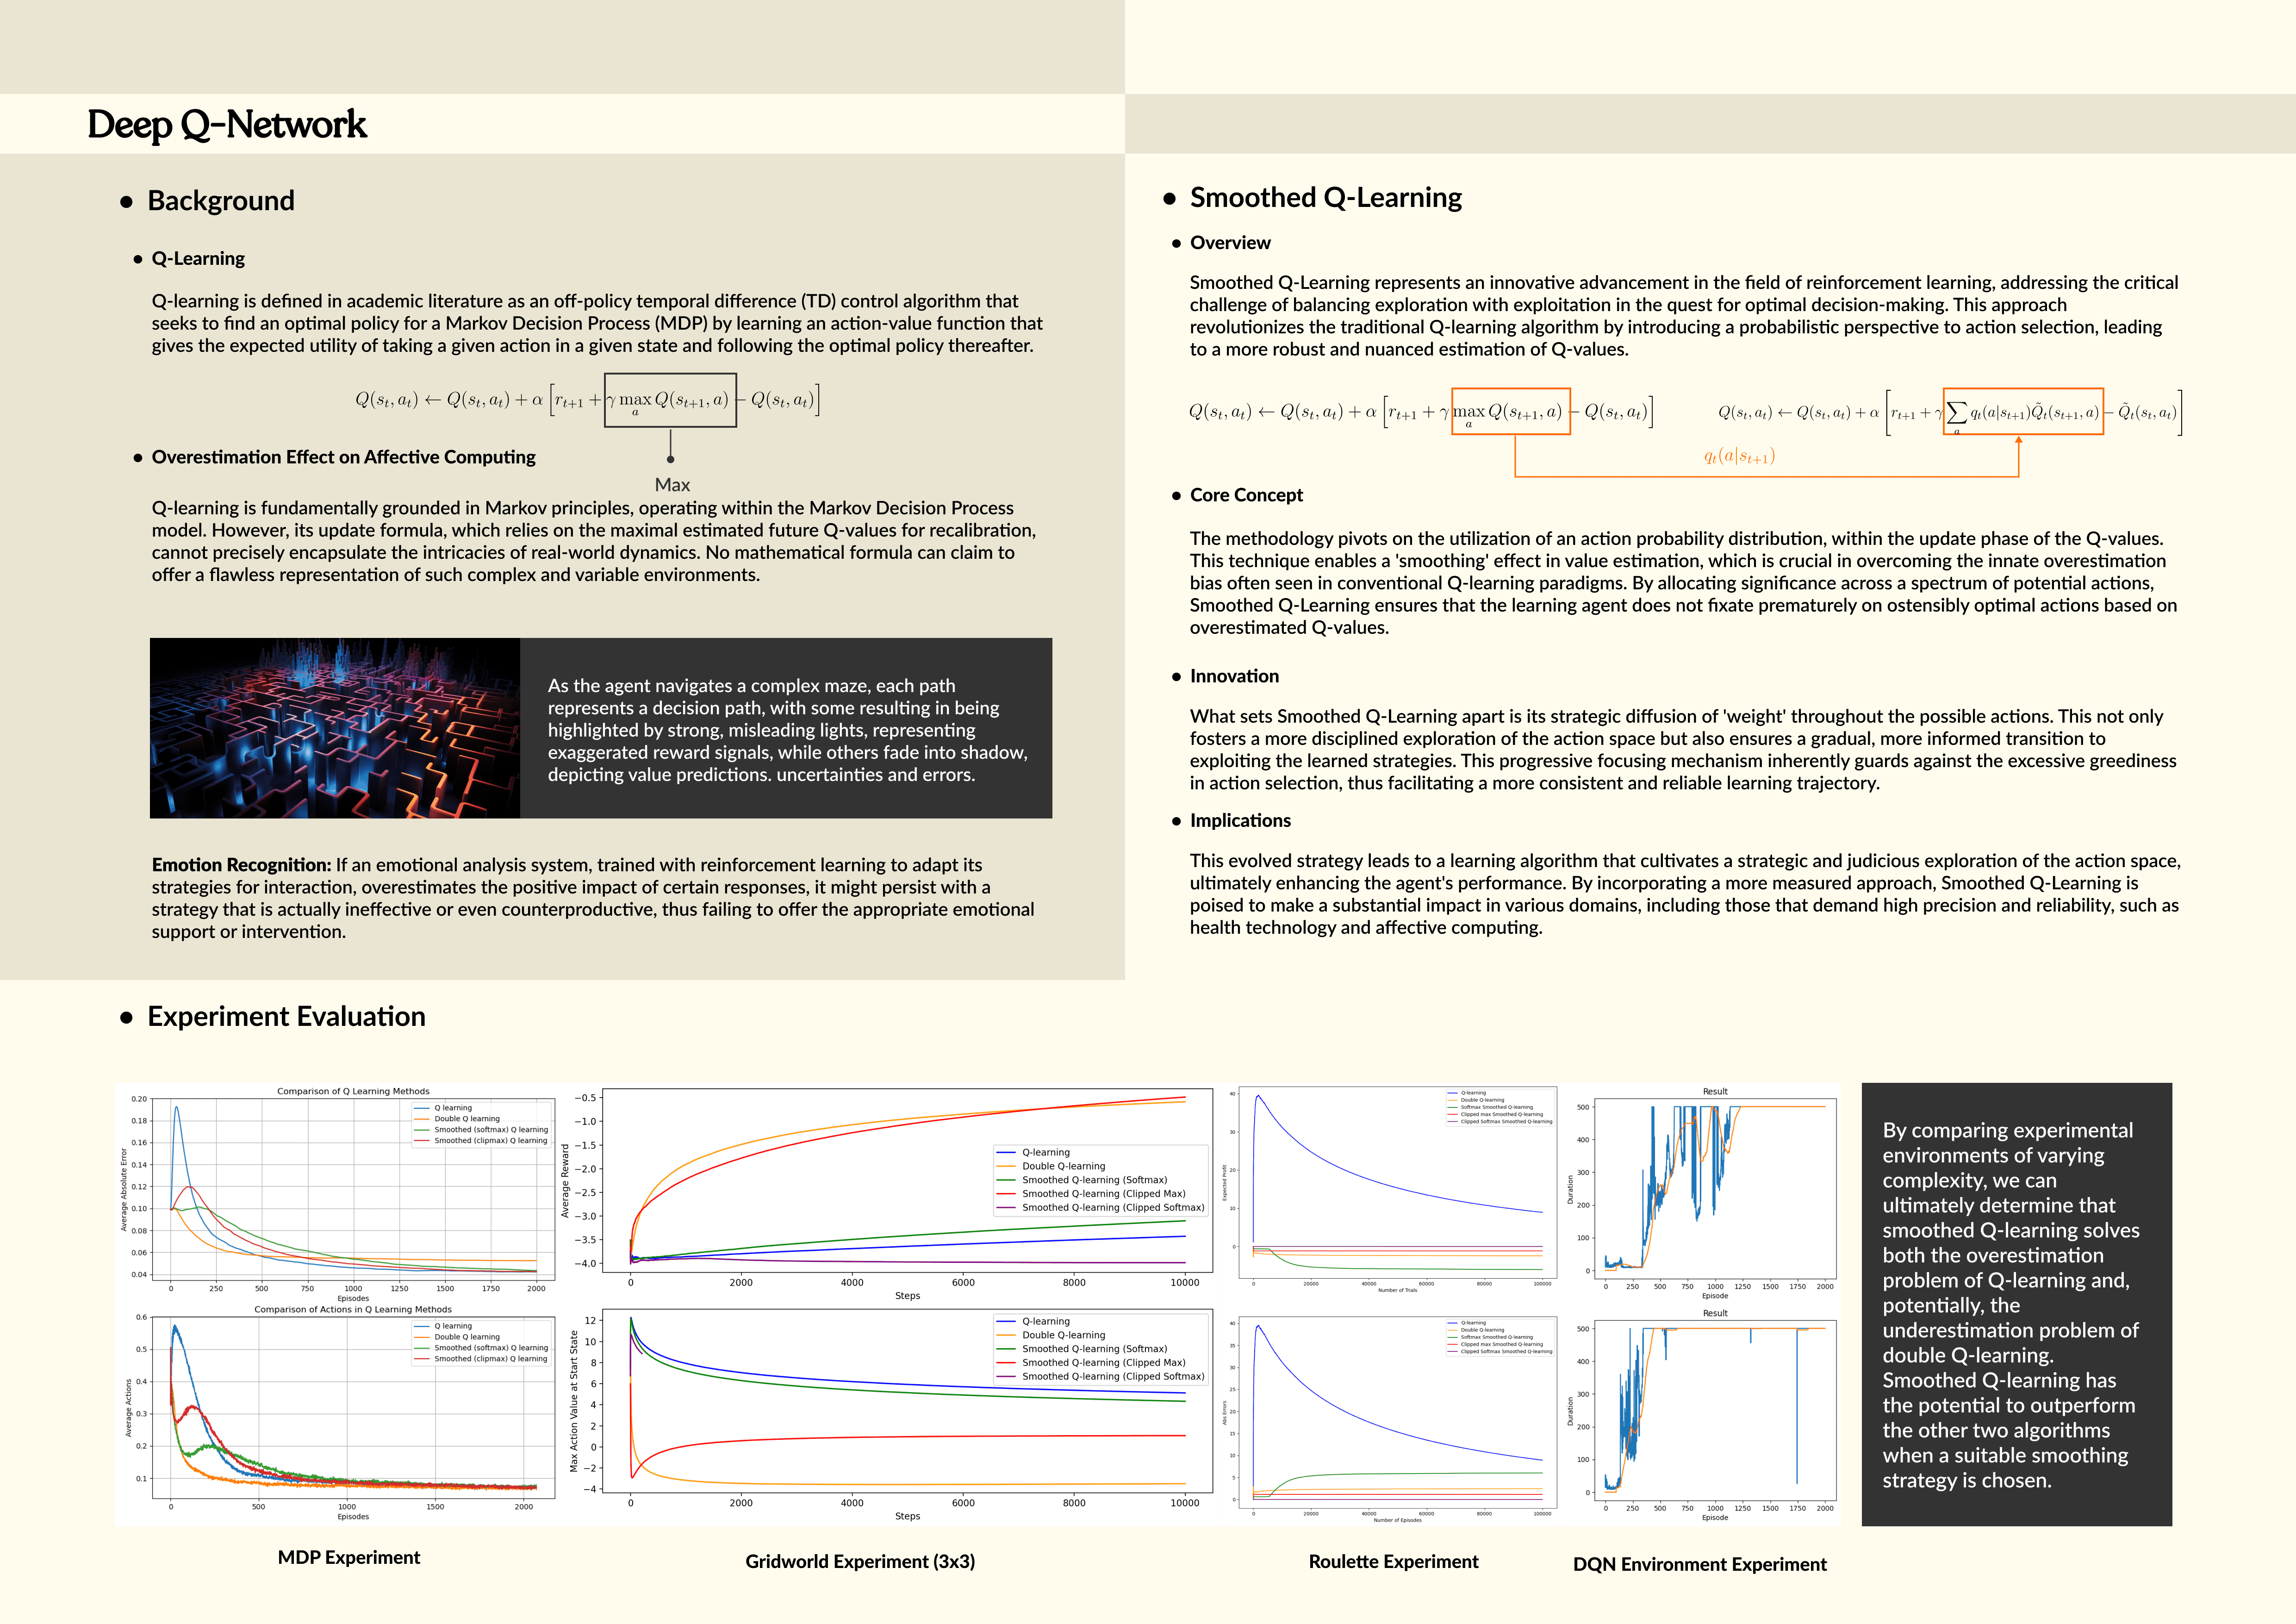 Deep Q-Network
Background
Q-Learning
Q-learning is defined in academic literature as an off-policy temporal difference (TD) control algorithm that
seeks to find an optimal policy for a Markov Decision Process (MDP) by learning an action-value function that
gives the expected utility of taking a given action in a given state and following the optimal policy thereafter.
Q(s_t, a_t) ← Q(s_t, a_t) + α [r_{t+1} + γ max_a Q(s_{t+1}, a) − Q(s_t, a_t)]
Max
Overestimation Effect on Affective Computing
Q-learning is fundamentally grounded in Markov principles, operating within the Markov Decision Process
model. However, its update formula, which relies on the maximal estimated future Q-values for recalibration,
cannot precisely encapsulate the intricacies of real-world dynamics. No mathematical formula can claim to
offer a flawless representation of such complex and variable environments.
As the agent navigates a complex maze, each path
represents a decision path, with some resulting in being
highlighted by strong, misleading lights, representing
exaggerated reward signals, while others fade into shadow,
depicting value predictions. uncertainties and errors.
Emotion Recognition: If an emotional analysis system, trained with reinforcement learning to adapt its
strategies for interaction, overestimates the positive impact of certain responses, it might persist with a
strategy that is actually ineffective or even counterproductive, thus failing to offer the appropriate emotional
support or intervention.
Smoothed Q-Learning
Overview
Smoothed Q-Learning represents an innovative advancement in the field of reinforcement learning, addressing the critical
challenge of balancing exploration with exploitation in the quest for optimal decision-making. This approach
revolutionizes the traditional Q-learning algorithm by introducing a probabilistic perspective to action selection, leading
to a more robust and nuanced estimation of Q-values.
Q(s_t, a_t) ← Q(s_t, a_t) + α [r_{t+1} + γ max_a Q(s_{t+1}, a) − Q(s_t, a_t)]
Q(s_t, a_t) ← Q(s_t, a_t) + α [r_{t+1} + γ ∑_a q_t(a|s_{t+1}) Q̃_t(s_{t+1}, a) − Q̃_t(s_t, a_t)]
q_t(a|s_{t+1})
Core Concept
The methodology pivots on the utilization of an action probability distribution, within the update phase of the Q-values.
This technique enables a 'smoothing' effect in value estimation, which is crucial in overcoming the innate overestimation
bias often seen in conventional Q-learning paradigms. By allocating significance across a spectrum of potential actions,
Smoothed Q-Learning ensures that the learning agent does not fixate prematurely on ostensibly optimal actions based on
overestimated Q-values.
Innovation
What sets Smoothed Q-Learning apart is its strategic diffusion of 'weight' throughout the possible actions. This not only
fosters a more disciplined exploration of the action space but also ensures a gradual, more informed transition to
exploiting the learned strategies. This progressive focusing mechanism inherently guards against the excessive greediness
in action selection, thus facilitating a more consistent and reliable learning trajectory.
Implications
This evolved strategy leads to a learning algorithm that cultivates a strategic and judicious exploration of the action space,
ultimately enhancing the agent's performance. By incorporating a more measured approach, Smoothed Q-Learning is
poised to make a substantial impact in various domains, including those that demand high precision and reliability, such as
health technology and affective computing.
Experiment Evaluation
Comparison of Q Learning Methods
Average Absolute Error
0.20
0.18
0.16
0.14
0.12
0.10
0.08
0.06
0.04
Q learning
Double Q learning
Smoothed (softmax) Q learning
Smoothed (clipmax) Q learning
0 250 500 750 1000 1250 1500 1750 2000
Episodes
Comparison of Actions in Q Learning Methods
Average Actions
0.6
0.5
0.4
0.3
0.2
0.1
Q learning
Double Q learning
Smoothed (softmax) Q learning
Smoothed (clipmax) Q learning
0 500 1000 1500 2000
Episodes
MDP Experiment
Average Reward
−0.5
−1.0
−1.5
−2.0
−2.5
−3.0
−3.5
−4.0
Q-learning
Double Q-learning
Smoothed Q-learning (Softmax)
Smoothed Q-learning (Clipped Max)
Smoothed Q-learning (Clipped Softmax)
0 2000 4000 6000 8000 10000
Steps
Max Action Value at Start State
12
10
8
6
4
2
0
−2
−4
Q-learning
Double Q-learning
Smoothed Q-learning (Softmax)
Smoothed Q-learning (Clipped Max)
Smoothed Q-learning (Clipped Softmax)
0 2000 4000 6000 8000 10000
Steps
Gridworld Experiment (3x3)
Expected Profit
40
30
20
10
0
Q-learning
Double Q-learning
Softmax Smoothed Q-learning
Clipped max Smoothed Q-learning
Clipped Softmax Smoothed Q-learning
0 20000 40000 60000 80000 100000
Number of Trials
Abs Errors
40
35
30
25
20
15
10
5
0
Q-learning
Double Q-learning
Softmax Smoothed Q-learning
Clipped max Smoothed Q-learning
Clipped Softmax Smoothed Q-learning
0 20000 40000 60000 80000 100000
Number of Episodes
Roulette Experiment
Result
Duration
500
400
300
200
100
0
0 250 500 750 1000 1250 1500 1750 2000
Episode
Result
Duration
500
400
300
200
100
0
0 250 500 750 1000 1250 1500 1750 2000
Episode
DQN Environment Experiment
By comparing experimental
environments of varying
complexity, we can
ultimately determine that
smoothed Q-learning solves
both the overestimation
problem of Q-learning and,
potentially, the
underestimation problem of
double Q-learning.
Smoothed Q-learning has
the potential to outperform
the other two algorithms
when a suitable smoothing
strategy is chosen.